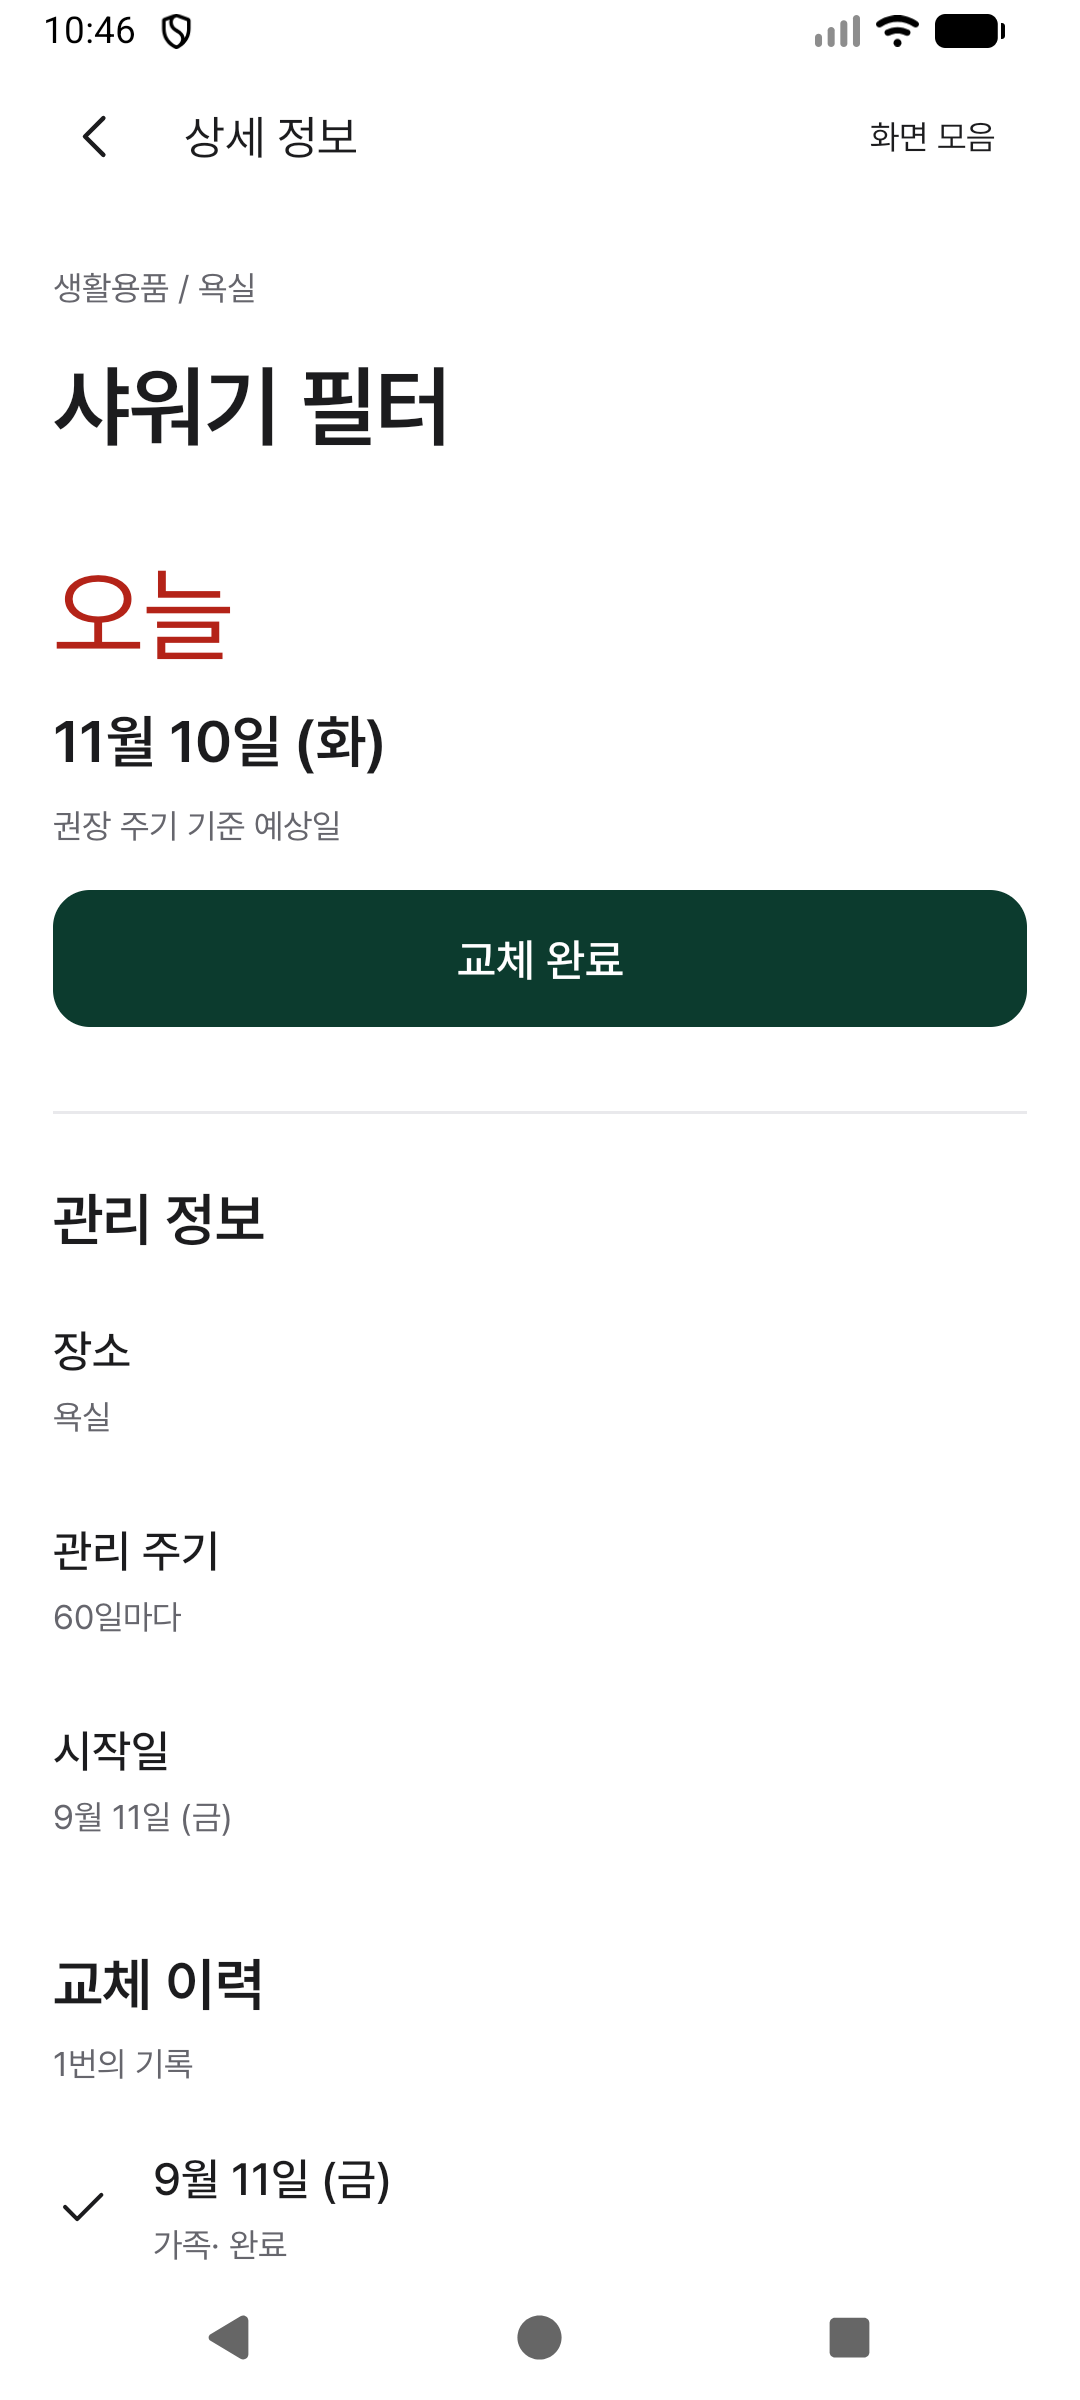 10:46
상세 정보
화면 모음
생활용품 / 욕실
샤워기 필터
오늘
11월 10일 (화)
권장 주기 기준 예상일
교체 완료
관리 정보
장소
욕실
관리 주기
60일마다
시작일
9월 11일 (금)
교체 이력
1번의 기록
9월 11일 (금)
가족· 완료